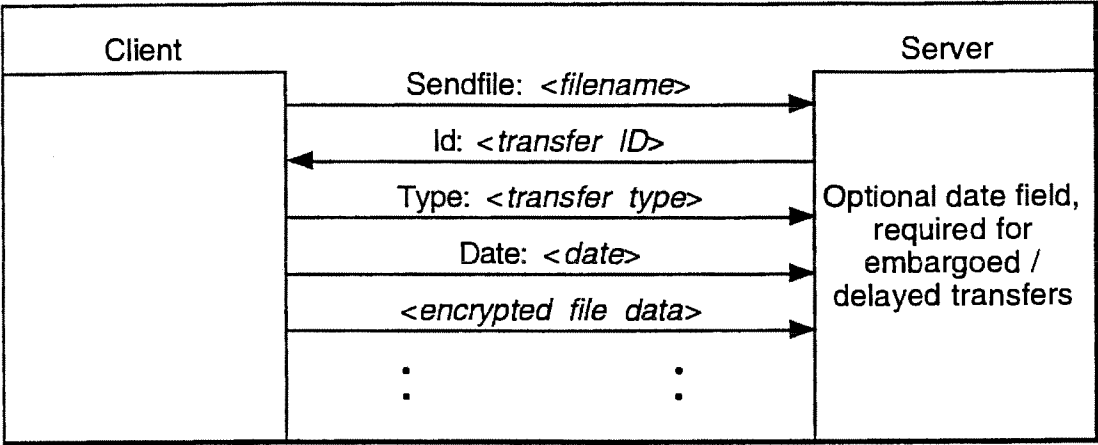 Client
Server
Sendfile: <filename>
Id: <transfer ID>
Type: <transfer type>
Date: <date>
<encrypted file data>
Optional date field,
required for
embargoed /
delayed transfers